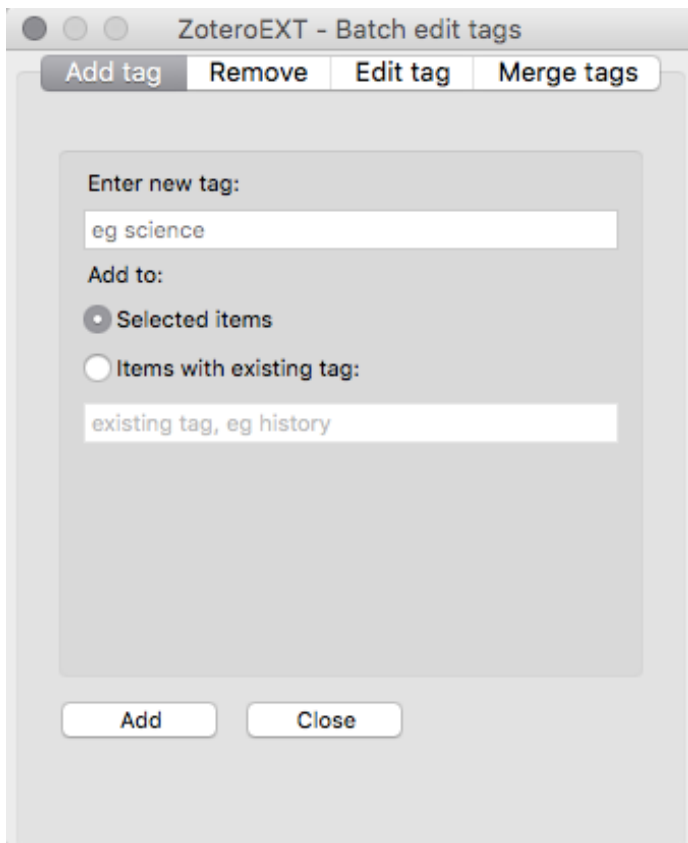 ZoteroEXT - Batch edit tags
Add tag Remove Edit tag Merge tags
Enter new tag:
eg science
Add to:
Selected items
Items with existing tag:
existing tag, eg history
Add Close